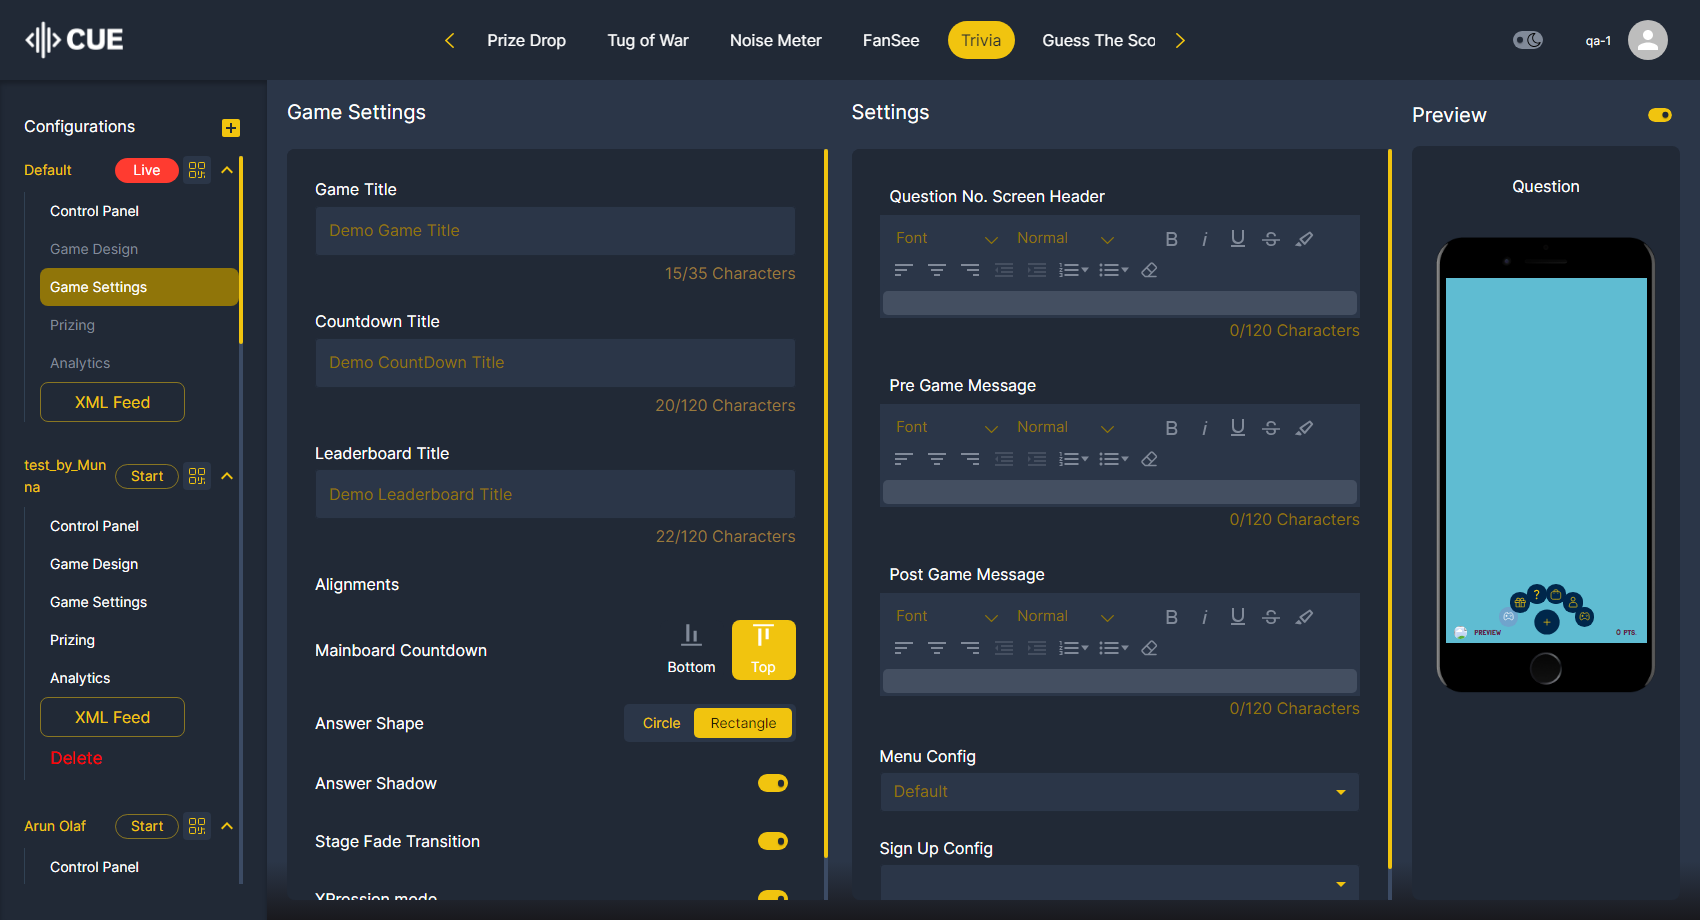 CUE
Prize Drop
Tug of War
Noise Meter
FanSee
Trivia
Guess The Sco
qa-1
Configurations
Default
Live
Control Panel
Game Design
Game Settings
Prizing
Analytics
XML Feed
test_by_Mun
na
Start
Control Panel
Game Design
Game Settings
Prizing
Analytics
XML Feed
Delete
Arun Olaf
Start
Control Panel
Game Settings
Game Title
Demo Game Title
15/35 Characters
Countdown Title
Demo CountDown Title
20/120 Characters
Leaderboard Title
Demo Leaderboard Title
22/120 Characters
Alignments
Mainboard Countdown
Bottom
Top
Answer Shape
Circle
Rectangle
Answer Shadow
Stage Fade Transition
XPression mode
Settings
Question No. Screen Header
Font
Normal
0/120 Characters
Pre Game Message
Font
Normal
0/120 Characters
Post Game Message
Font
Normal
0/120 Characters
Menu Config
Default
Sign Up Config
Preview
Question
PREVIEW
0 PTS.